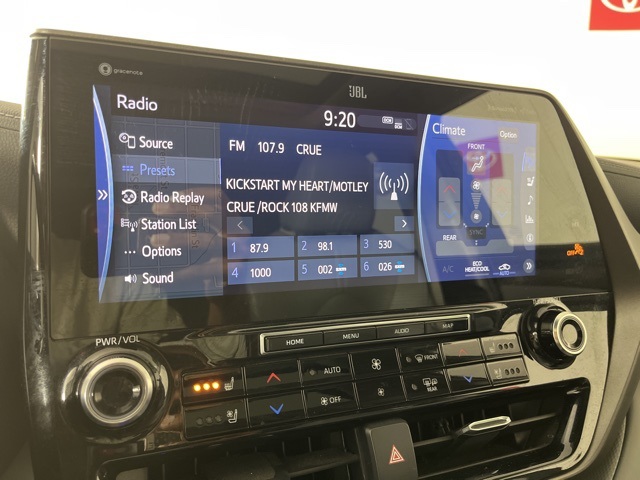 gracenote
JBL
Radio
9:20
Climate
Option
Source
FM 107.9 CRUE
FRONT
Presets
KICKSTART MY HEART/MOTLEY
CRUE/ROCK 108 KFMW
Radio Replay
Station List
REAR
SYNC
Options
1 87.9
2 98.1
3 530
Sound
4 1000
5 002
6 026
A/C
ECO
HEAT/COOL
AUTO
PWR/VOL
HOME
MENU
AUDIO
MAP
AUTO
FRONT
OFF
REAR